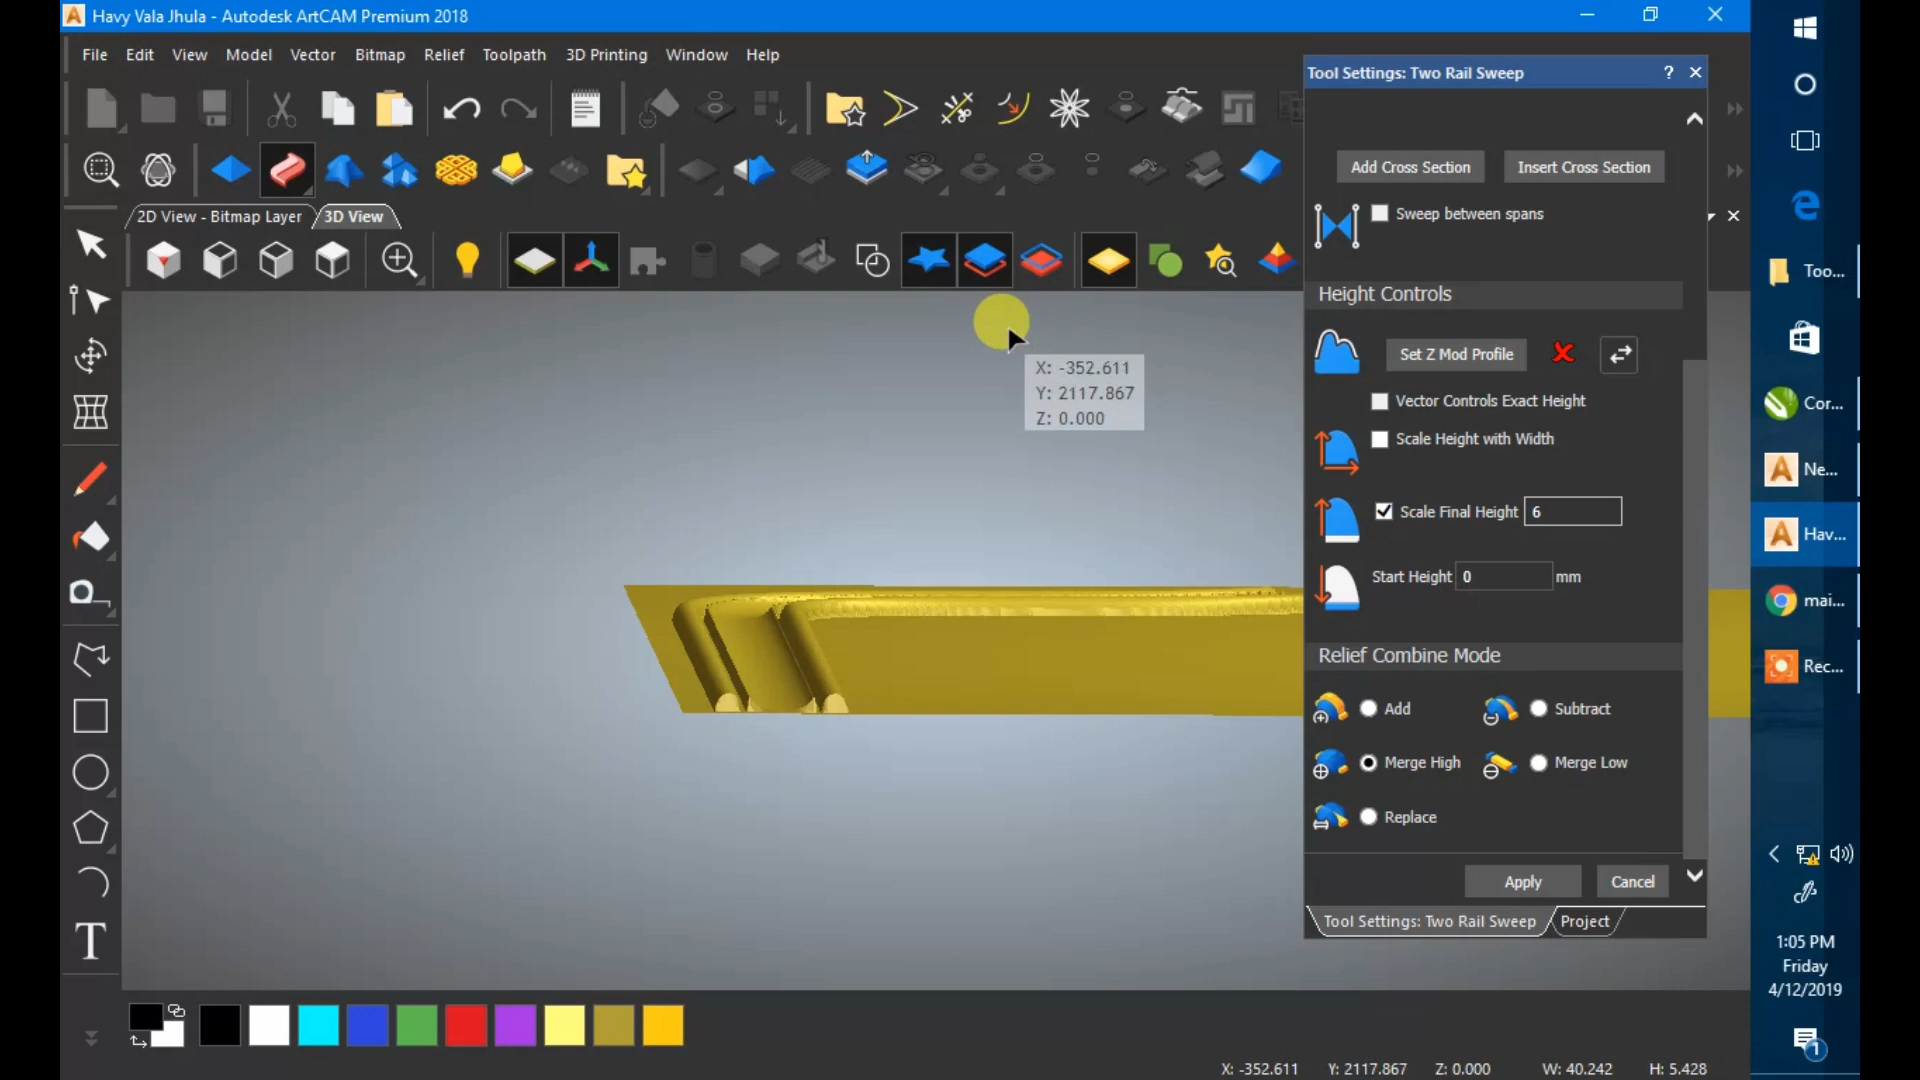 Havy Vala Jhula - Autodesk ArtCAM Premium 2018
File Edit View Model Vector Bitmap Relief Toolpath 3D Printing Window Help
Tool Settings: Two Rail Sweep ?
Add Cross Section Insert Cross Section
Sweep between spans
2D View - Bitmap Layer 3D View
Height Controls
Set Z Mod Profile
Vector Controls Exact Height
Scale Height with Width
Scale Final Height 6
Start Height 0 mm
Relief Combine Mode
Add Subtract
Merge High Merge Low
Replace
Apply Cancel
Tool Settings: Two Rail Sweep Project
X: -352.611
Y: 2117.867
Z: 0.000
Too...
Cor...
Ne...
Hav...
mai...
Rec...
1:05 PM
Friday
4/12/2019
1
T
X: -352.611 Y: 2117.867 Z: 0.000 W: 40.242 H: 5.428